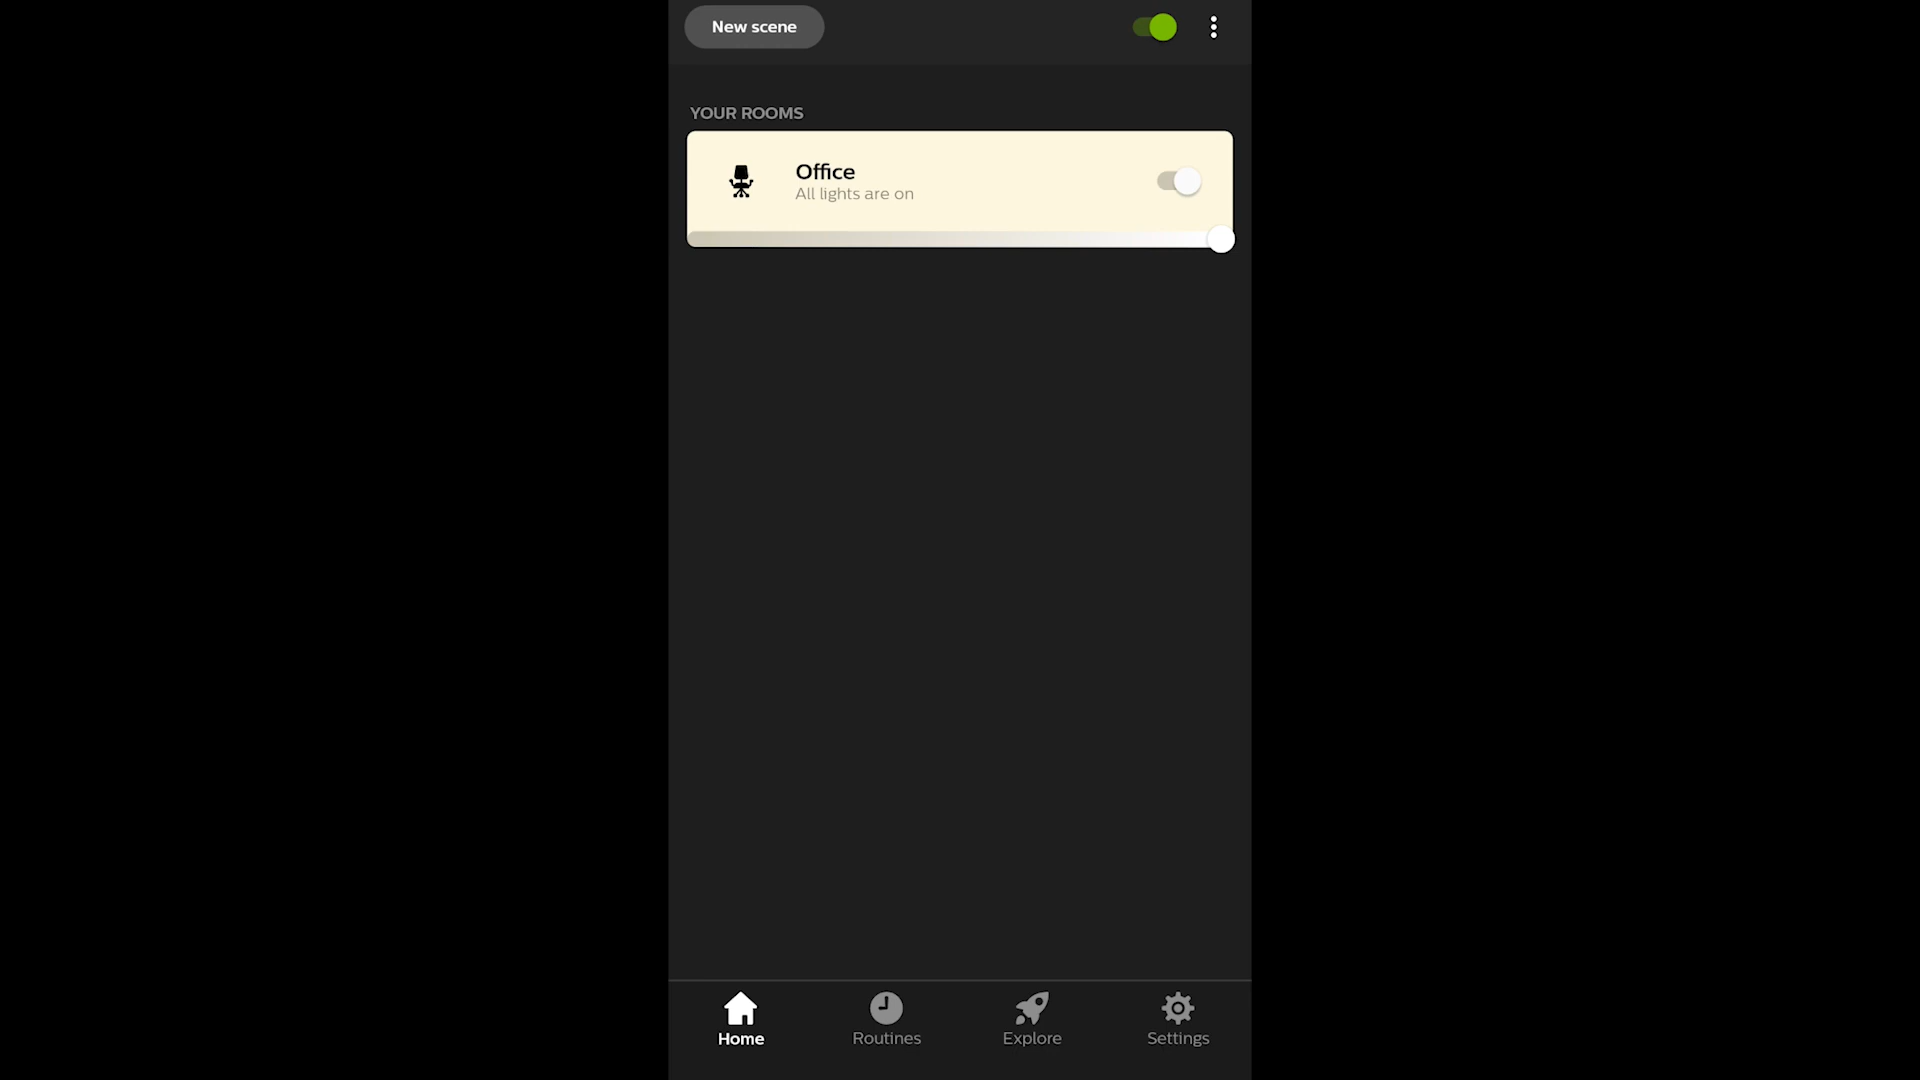 New scene
YOUR ROOMS
Office
All lights are on
Home
Routines
Explore
Settings